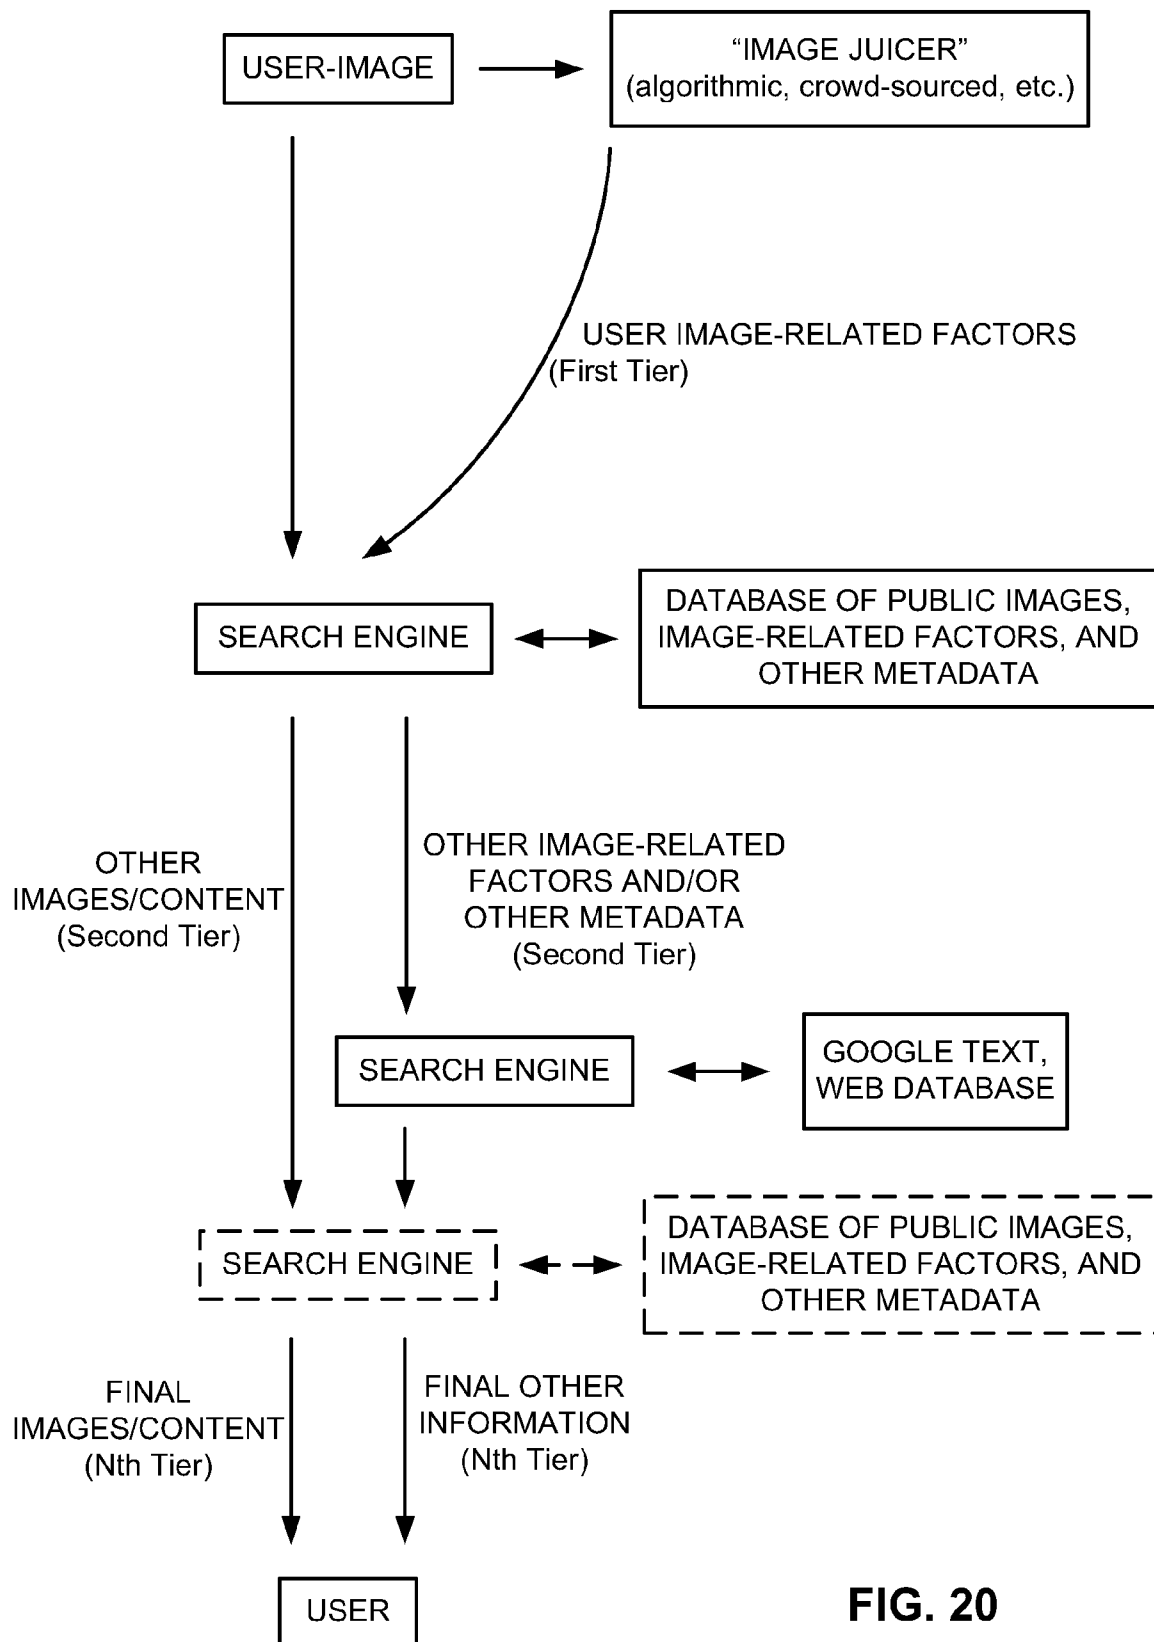 USER-IMAGE
“IMAGE JUICER”
(algorithmic, crowd-sourced, etc.)
USER IMAGE-RELATED FACTORS
(First Tier)
SEARCH ENGINE
DATABASE OF PUBLIC IMAGES,
IMAGE-RELATED FACTORS, AND
OTHER METADATA
OTHER
IMAGES/CONTENT
(Second Tier)
OTHER IMAGE-RELATED
FACTORS AND/OR
OTHER METADATA
(Second Tier)
SEARCH ENGINE
GOOGLE TEXT,
WEB DATABASE
SEARCH ENGINE
DATABASE OF PUBLIC IMAGES,
IMAGE-RELATED FACTORS, AND
OTHER METADATA
FINAL
IMAGES/CONTENT
(Nth Tier)
FINAL OTHER
INFORMATION
(Nth Tier)
USER
FIG. 20